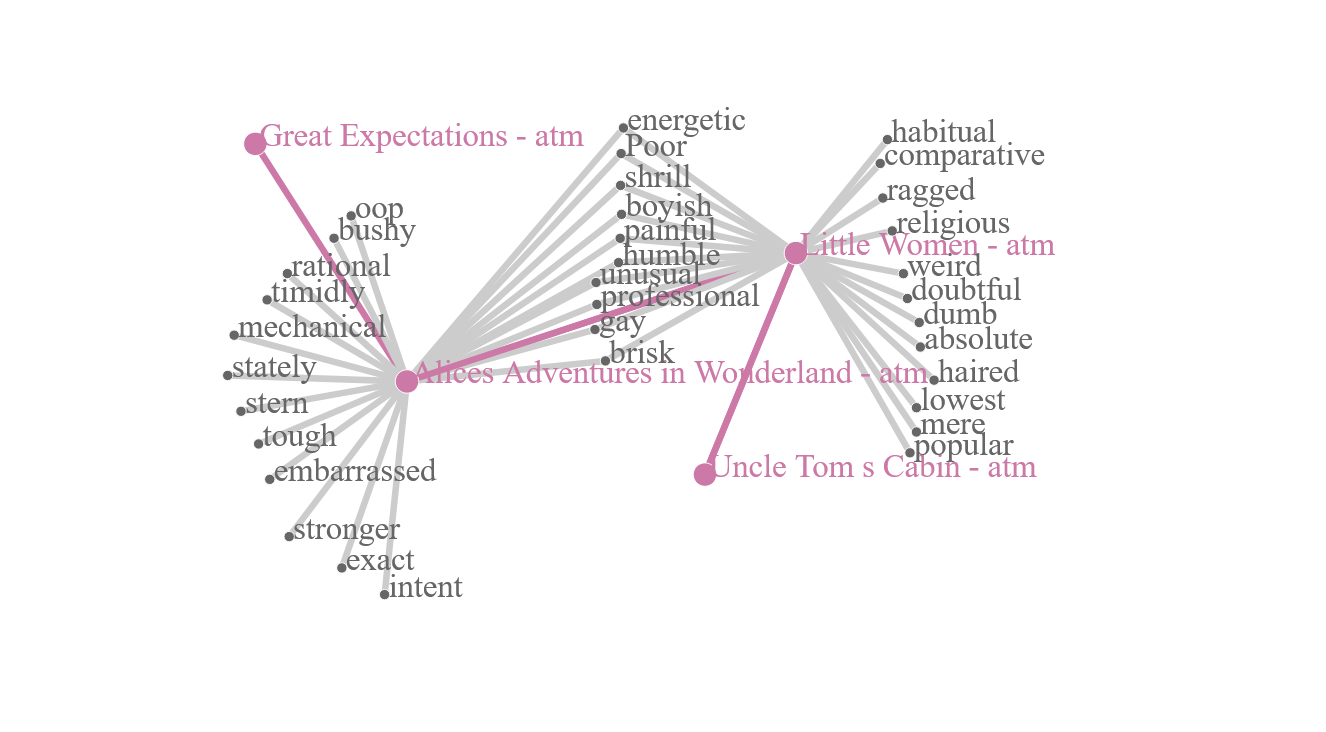 Great Expectations - atm
oop
bushy
rational
timidly
mechanical
stately
stern
tough
embarrassed
stronger
exact
intent
Alices Adventures in Wonderland - atm
energetic
Poor
shrill
boyish
painful
humble
unusual
professional
gay
brisk
Little Women - atm
Uncle Tom s Cabin - atm
habitual
comparative
ragged
religious
weird
doubtful
dumb
absolute
haired
lowest
mere
popular